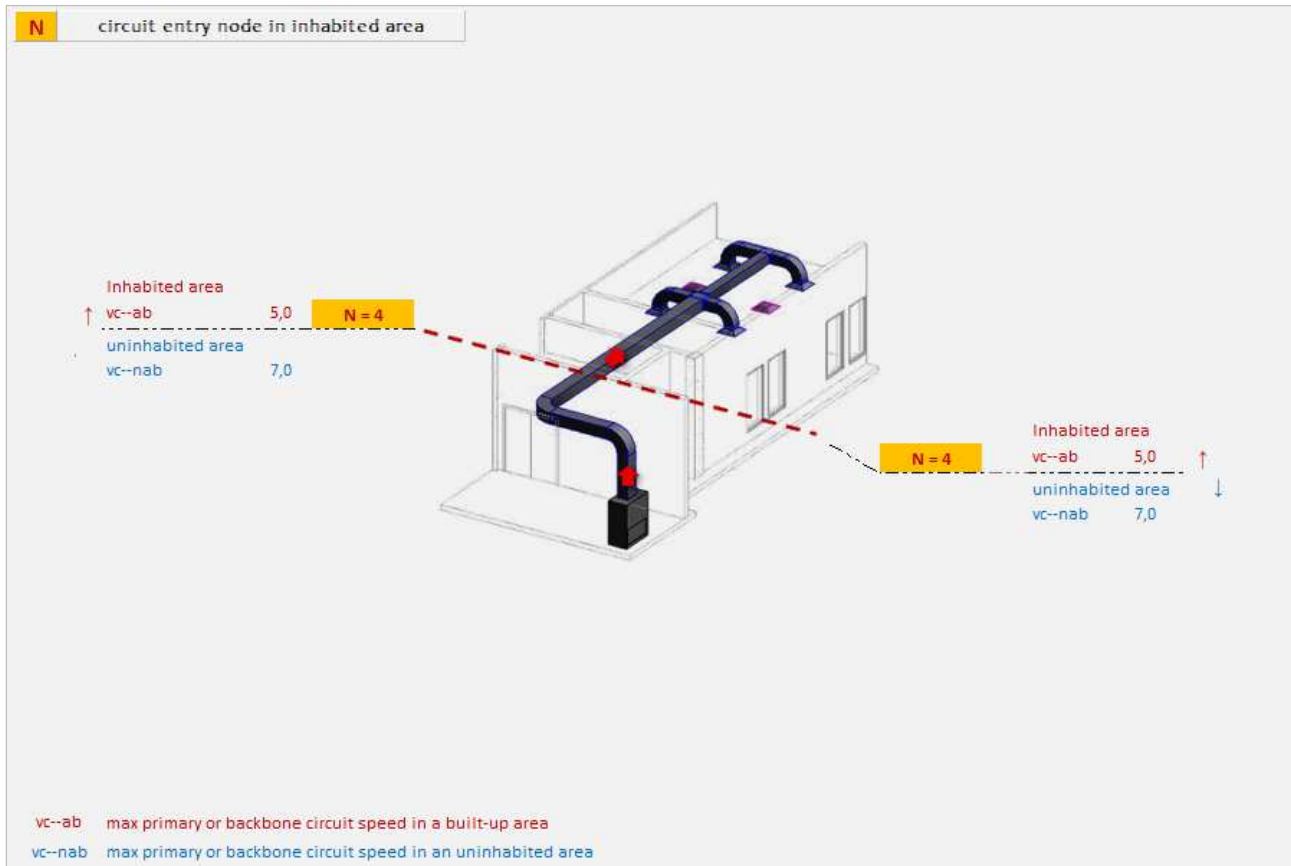 N circuit entry node in inhabited area
Inhabited area
↑ vc--ab 5,0 N = 4
uninhabited area
vc--nab 7,0
Inhabited area
N = 4 vc--ab 5,0 ↑
uninhabited area ↓
vc--nab 7,0
vc--ab max primary or backbone circuit speed in a built-up area
vc--nab max primary or backbone circuit speed in an uninhabited area